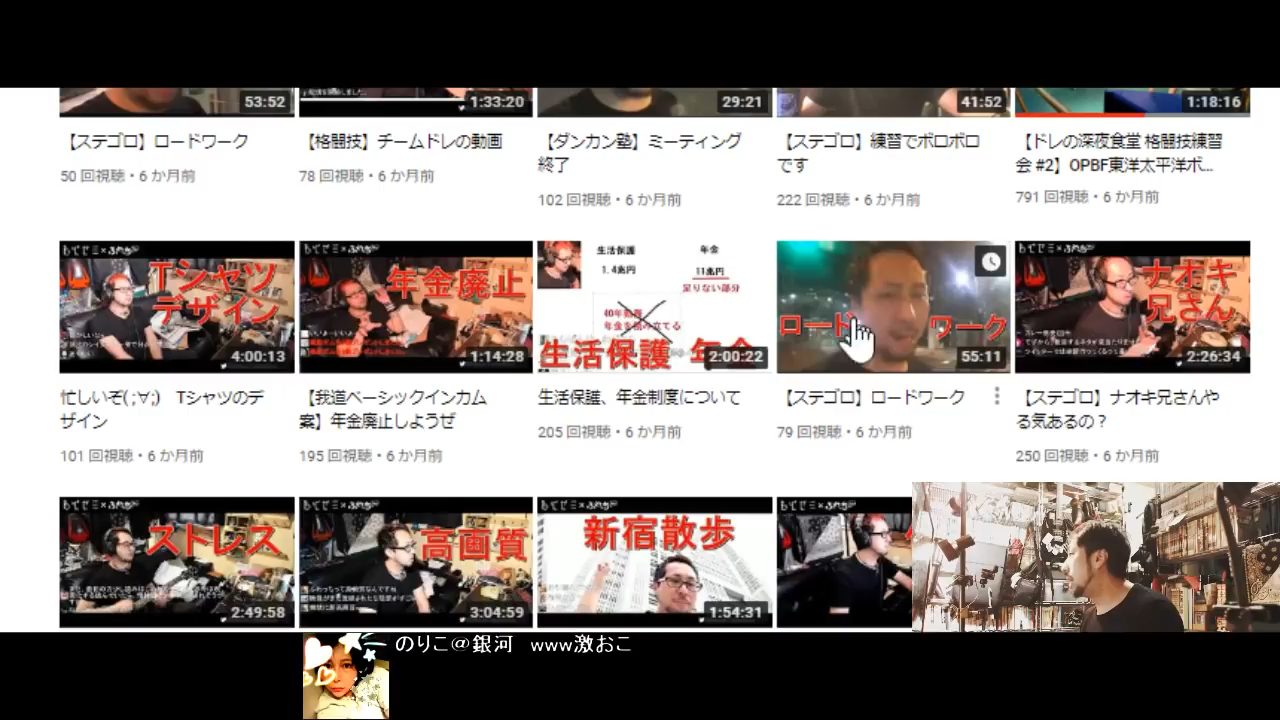 53:52
1:33:20
29:21
41:52
1:18:16
【ステゴロ】ロードワーク
50 回視聴・6 か月前
【格闘技】チームドレの動画
78 回視聴・6 か月前
【ダンカン塾】ミーティング
終了
102 回視聴・6 か月前
【ステゴロ】練習でボロボロ
です
222 回視聴・6 か月前
【ドレの深夜食堂 格闘技練習
会 #2】OPBF東洋太平洋ボ...
791 回視聴・6 か月前
Tシャツ
デザイン
4:00:13
年金廃止
1:14:28
生活保護
1.4兆円
年金
11兆円
足りない部分
生活保護 年金
2:00:22
ロードワーク
55:11
ナオキ
兄さん
2:26:34
忙しいぞ( ;∀;) Tシャツのデ
ザイン
101 回視聴・6 か月前
【我道ベーシックインカム
案】年金廃止しようぜ
195 回視聴・6 か月前
生活保護、年金制度について
205 回視聴・6 か月前
【ステゴロ】ロードワーク
79 回視聴・6 か月前
【ステゴロ】ナオキ兄さんや
る気あるの？
250 回視聴・6 か月前
ストレス
2:49:58
高画質
3:04:59
新宿散歩
1:54:31
のりこ＠銀河 www激おこ